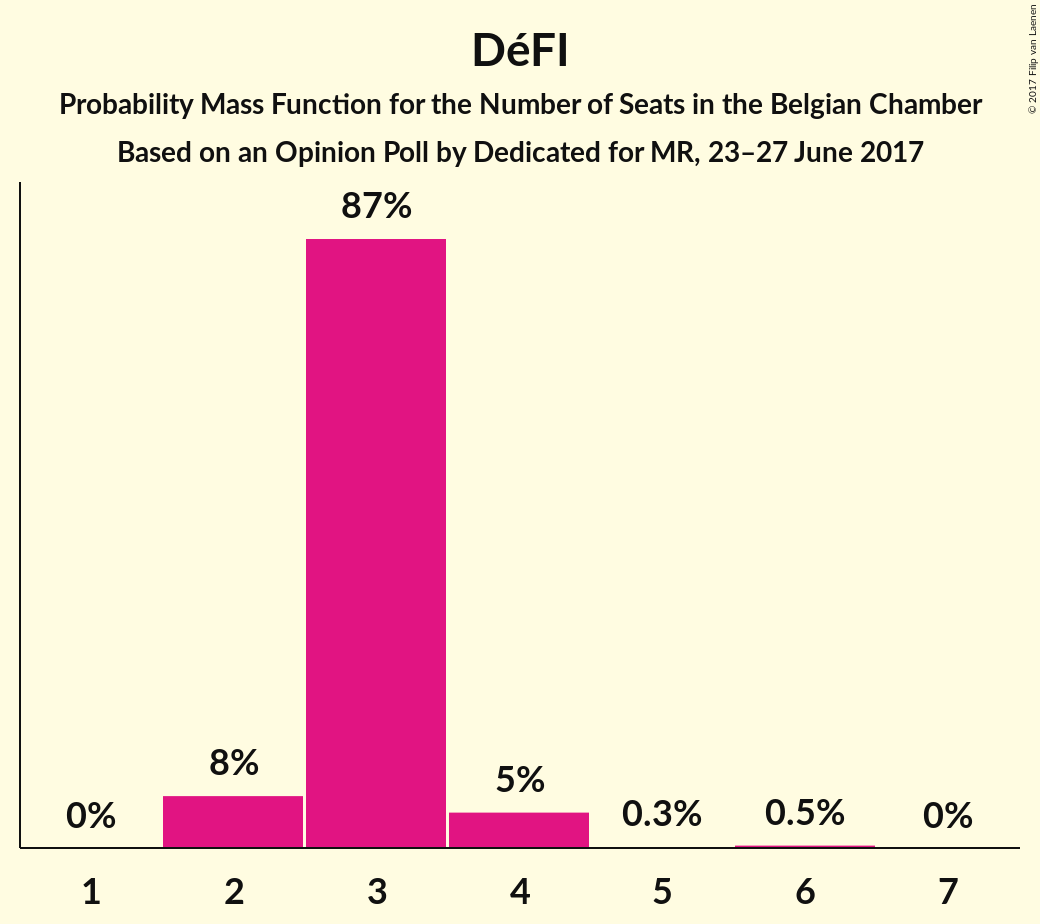 DéFI
Probability Mass Function for the Number of Seats in the Belgian Chamber
Based on an Opinion Poll by Dedicated for MR, 23–27 June 2017
© 2017 Filip van Laenen
87%
8%
5%
0%
0.3%
0.5%
0%
1 2 3 4 5 6 7